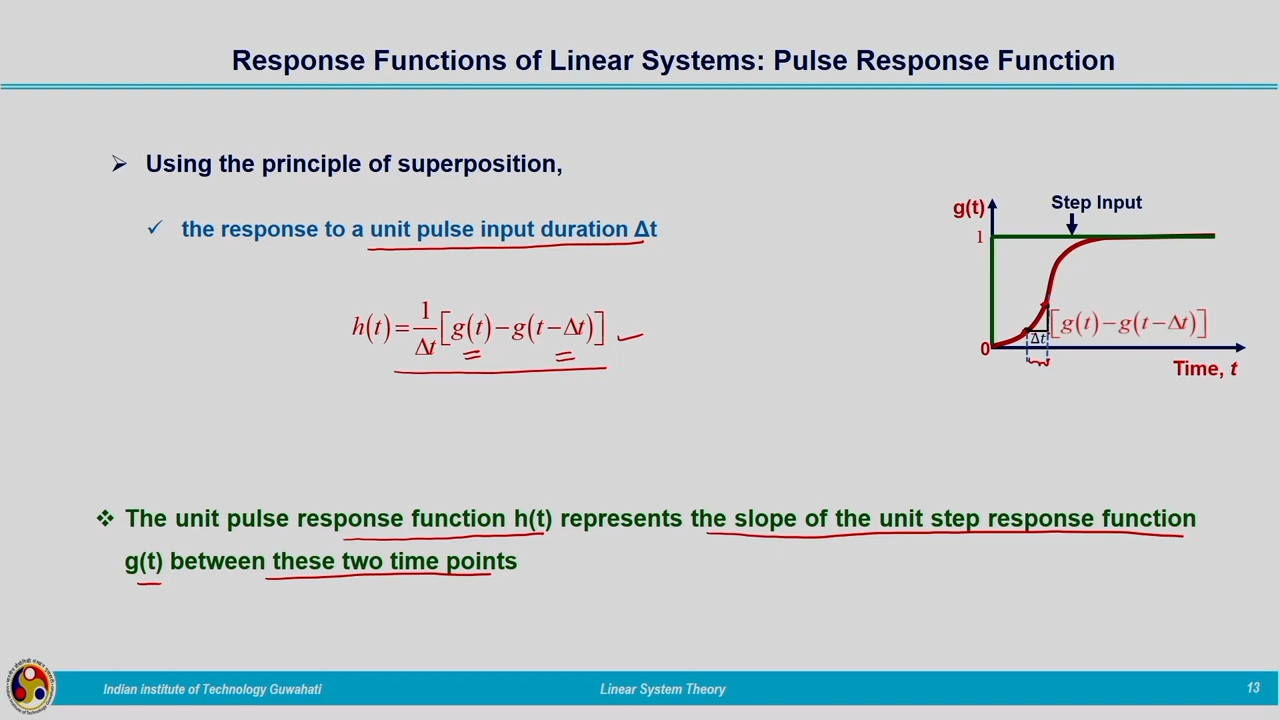 Response Functions of Linear Systems: Pulse Response Function
Using the principle of superposition,
the response to a unit pulse input duration Δt
h(t) = 1/Δt [g(t) − g(t − Δt)]
g(t)
Step Input
1
[g(t) − g(t − Δt)]
Δt
0
Time, t
The unit pulse response function h(t) represents the slope of the unit step response function
g(t) between these two time points
Indian institute of Technology Guwahati
Linear System Theory
13